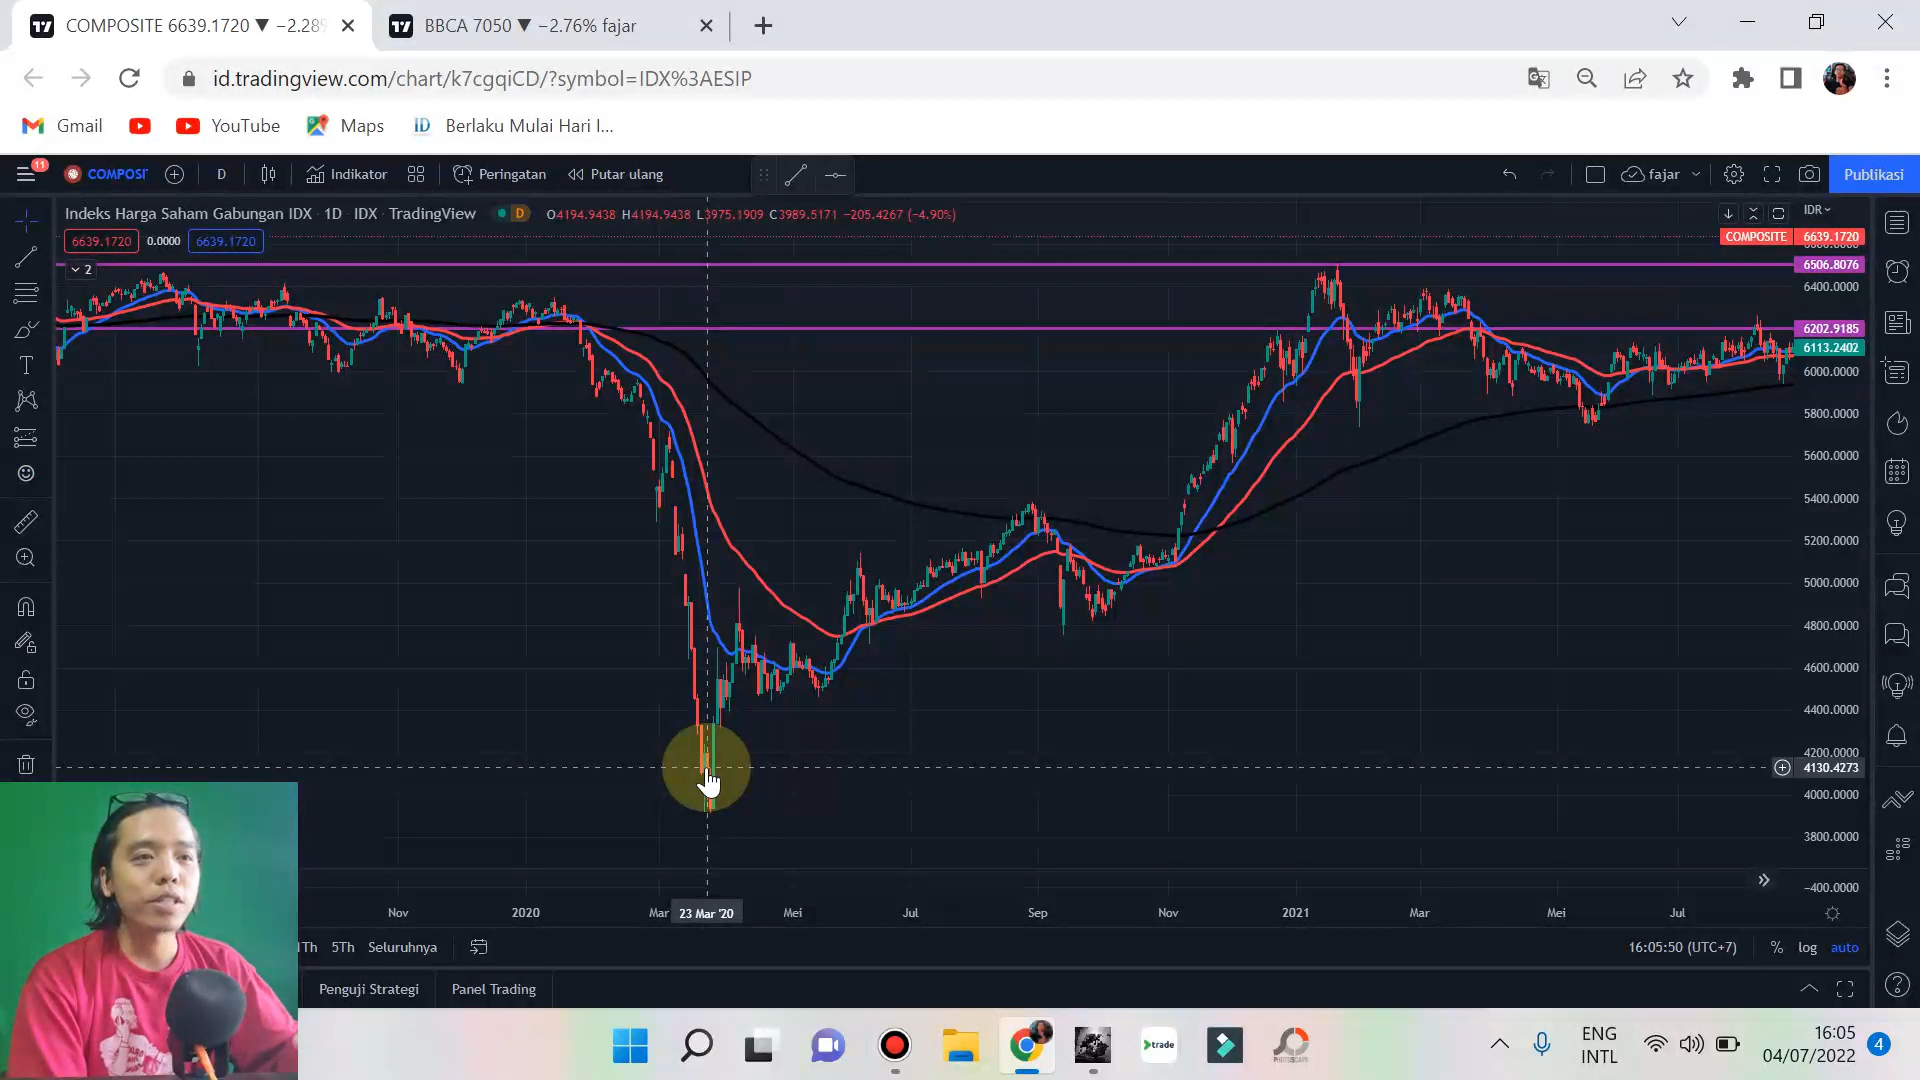 COMPOSITE 6639.1720 ▼ −2.28%
BBCA 7050 ▼ −2.76% fajar
id.tradingview.com/chart/k7cgqiCD/?symbol=IDX%3AESIP
Gmail
YouTube
Maps
Berlaku Mulai Hari I...
11
COMPOSI
D
Indikator
Peringatan
Putar ulang
fajar
Publikasi
Indeks Harga Saham Gabungan IDX · 1D · IDX · TradingView
D
O4194.9438 H4194.9438 L3975.1909 C3989.5171 −205.4267 (−4.90%)
IDR
6639.1720
0.0000
6639.1720
2
COMPOSITE 6639.1720
6506.8076
6400.0000
6202.9185
6113.2402
6000.0000
5800.0000
5600.0000
5400.0000
5200.0000
5000.0000
4800.0000
4600.0000
4400.0000
4200.0000
4130.4273
4000.0000
3800.0000
−400.0000
Nov
2020
Mar
23 Mar '20
Mei
Jul
Sep
Nov
2021
Mar
Mei
Jul
1Th
5Th
Seluruhnya
16:05:50 (UTC+7)
%
log
auto
Penguji Strategi
Panel Trading
trade
PHOTOSCAPE
ENG
INTL
16:05
04/07/2022
4